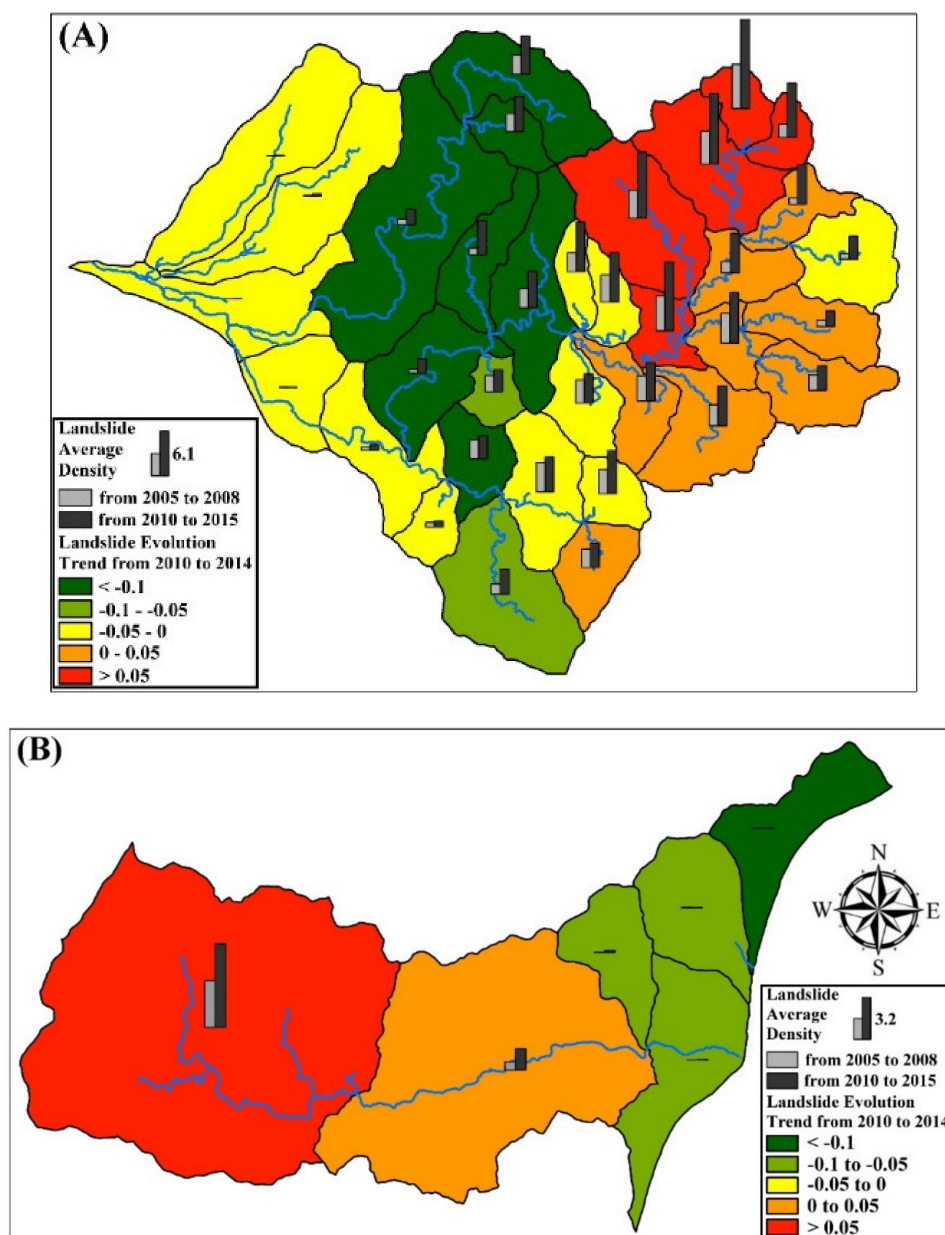 (A)
Landslide
Average
Density
6.1
from 2005 to 2008
from 2010 to 2015
Landslide Evolution
Trend from 2010 to 2014
< -0.1
-0.1 - -0.05
-0.05 - 0
0 - 0.05
> 0.05
(B)
N
W E
S
Landslide
Average
Density
3.2
from 2005 to 2008
from 2010 to 2015
Landslide Evolution
Trend from 2010 to 2014
< -0.1
-0.1 to -0.05
-0.05 to 0
0 to 0.05
> 0.05